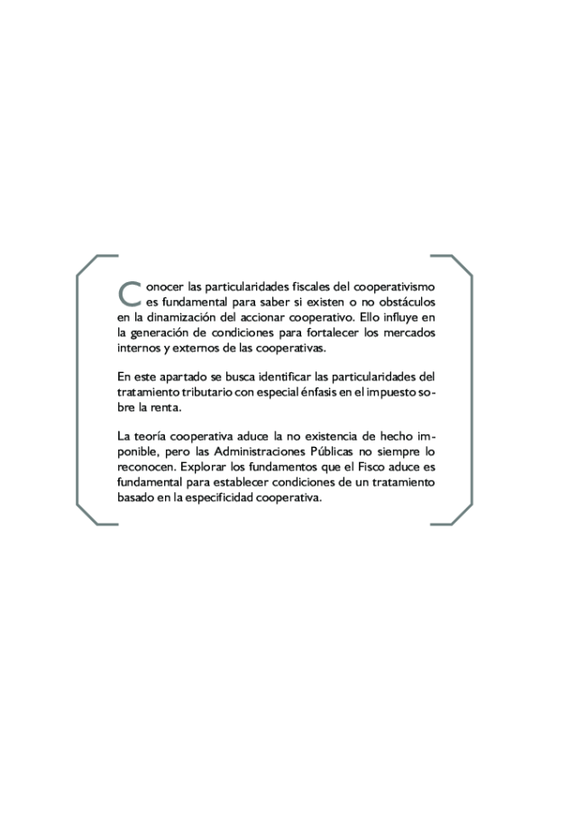 Conocer las particularidades fiscales del cooperativismo
es fundamental para saber si existen o no obstáculos
en la dinamización del accionar cooperativo. Ello influye en
la generación de condiciones para fortalecer los mercados
internos y externos de las cooperativas.
En este apartado se busca identificar las particularidades del
tratamiento tributario con especial énfasis en el impuesto so-
bre la renta.
La teoría cooperativa aduce la no existencia de hecho im-
ponible, pero las Administraciones Públicas no siempre lo
reconocen. Explorar los fundamentos que el Fisco aduce es
fundamental para establecer condiciones de un tratamiento
basado en la especificidad cooperativa.